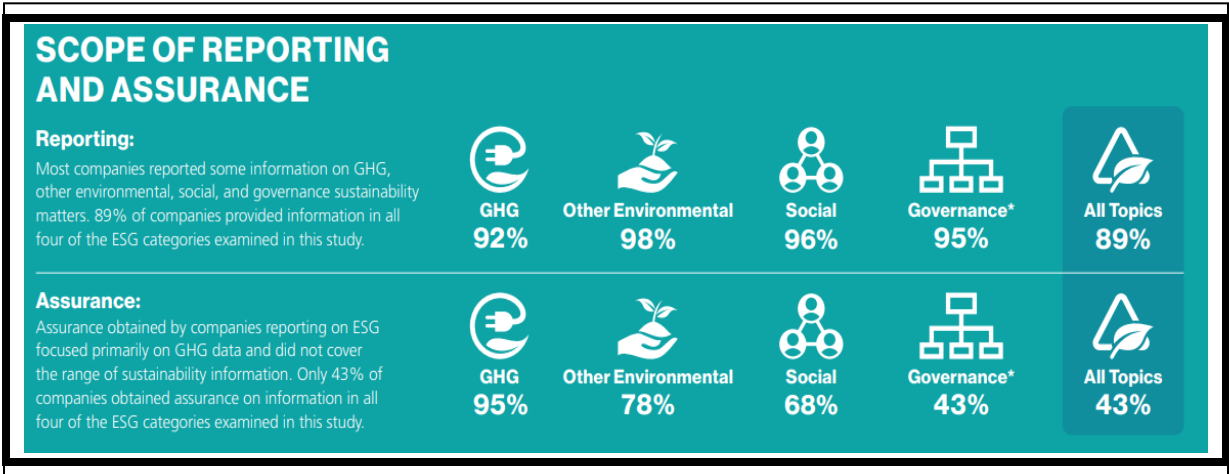 SCOPE OF REPORTING
AND ASSURANCE
Reporting:
Most companies reported some information on GHG,
other environmental, social, and governance sustainability
matters. 89% of companies provided information in all
four of the ESG categories examined in this study.
GHG
92%
Other Environmental
98%
Social
96%
Governance*
95%
All Topics
89%
Assurance:
Assurance obtained by companies reporting on ESG
focused primarily on GHG data and did not cover
the range of sustainability information. Only 43% of
companies obtained assurance on information in all
four of the ESG categories examined in this study.
GHG
95%
Other Environmental
78%
Social
68%
Governance*
43%
All Topics
43%